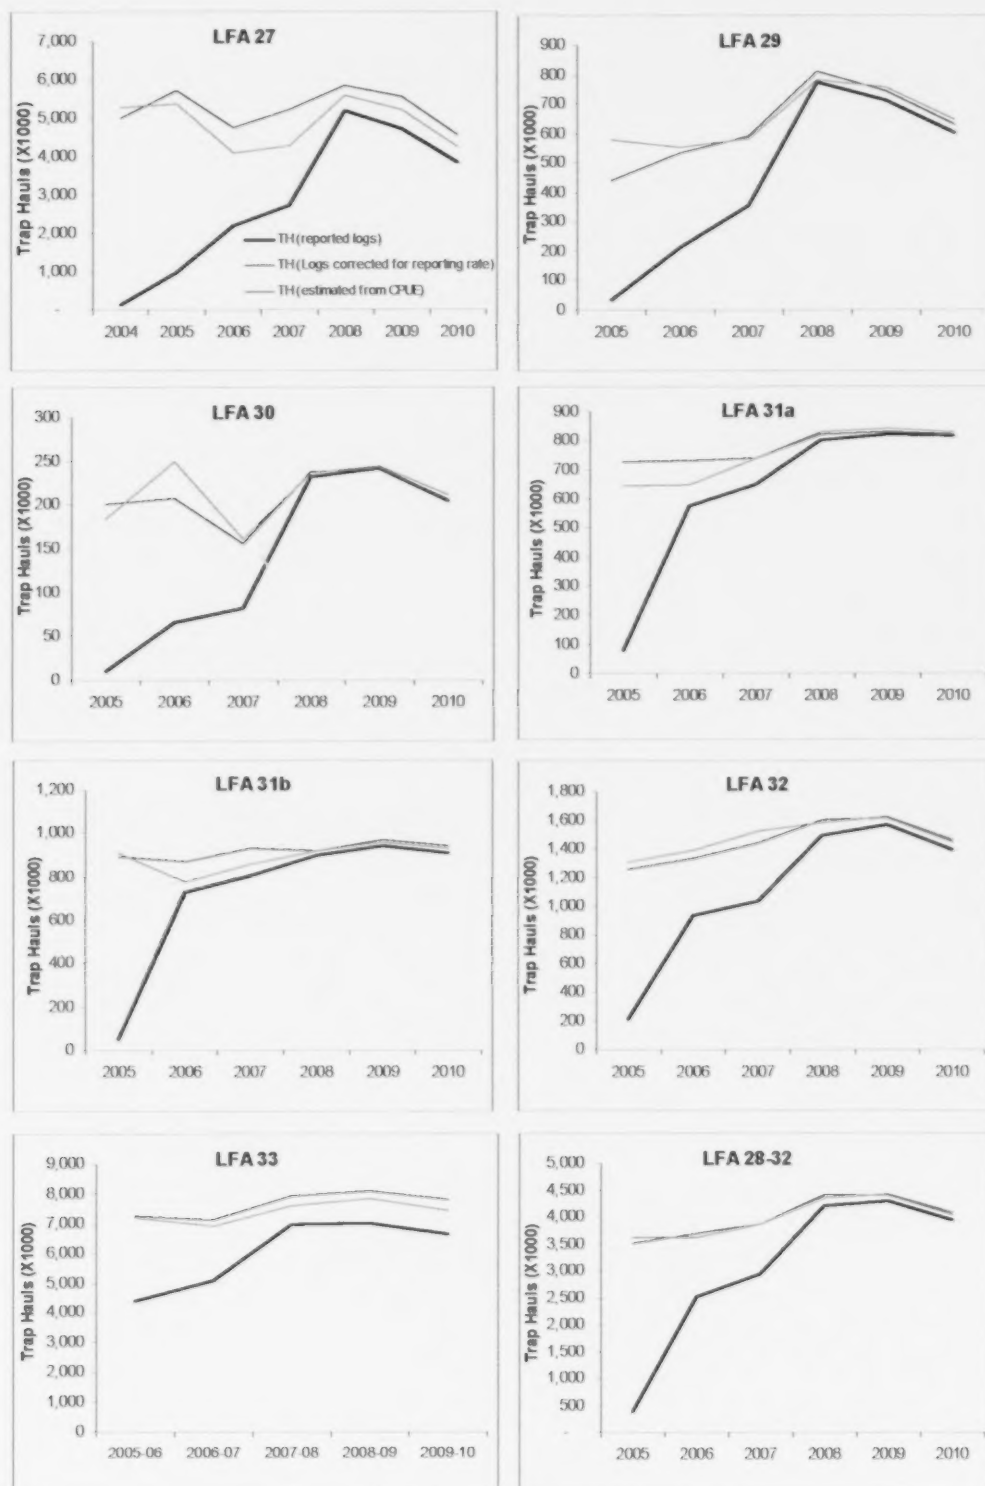 LFA 27
Trap Hauls (X1000)
7,000
6,000
5,000
4,000
3,000
2,000
1,000
-
TH (reported logs)
TH (Logs corrected for reporting rate)
TH (estimated from CPUE)
2004 2005 2006 2007 2008 2009 2010
LFA 29
Trap Hauls (X1000)
900
800
700
600
500
400
300
200
100
0
2005 2006 2007 2008 2009 2010
LFA 30
Trap Hauls (X1000)
300
250
200
150
100
50
0
2005 2006 2007 2008 2009 2010
LFA 31a
Trap Hauls (X1000)
900
800
700
600
500
400
300
200
100
0
2005 2006 2007 2008 2009 2010
LFA 31b
Trap Hauls (X1000)
1,200
1,000
800
600
400
200
0
2005 2006 2007 2008 2009 2010
LFA 32
Trap Hauls (X1000)
1,800
1,600
1,400
1,200
1,000
800
600
400
200
0
2005 2006 2007 2008 2009 2010
LFA 33
Trap Hauls (X1000)
9,000
8,000
7,000
6,000
5,000
4,000
3,000
2,000
1,000
0
2005-06 2006-07 2007-08 2008-09 2009-10
LFA 28-32
Trap Hauls (X1000)
5,000
4,500
4,000
3,500
3,000
2,500
2,000
1,500
1,000
500
-
2005 2006 2007 2008 2009 2010